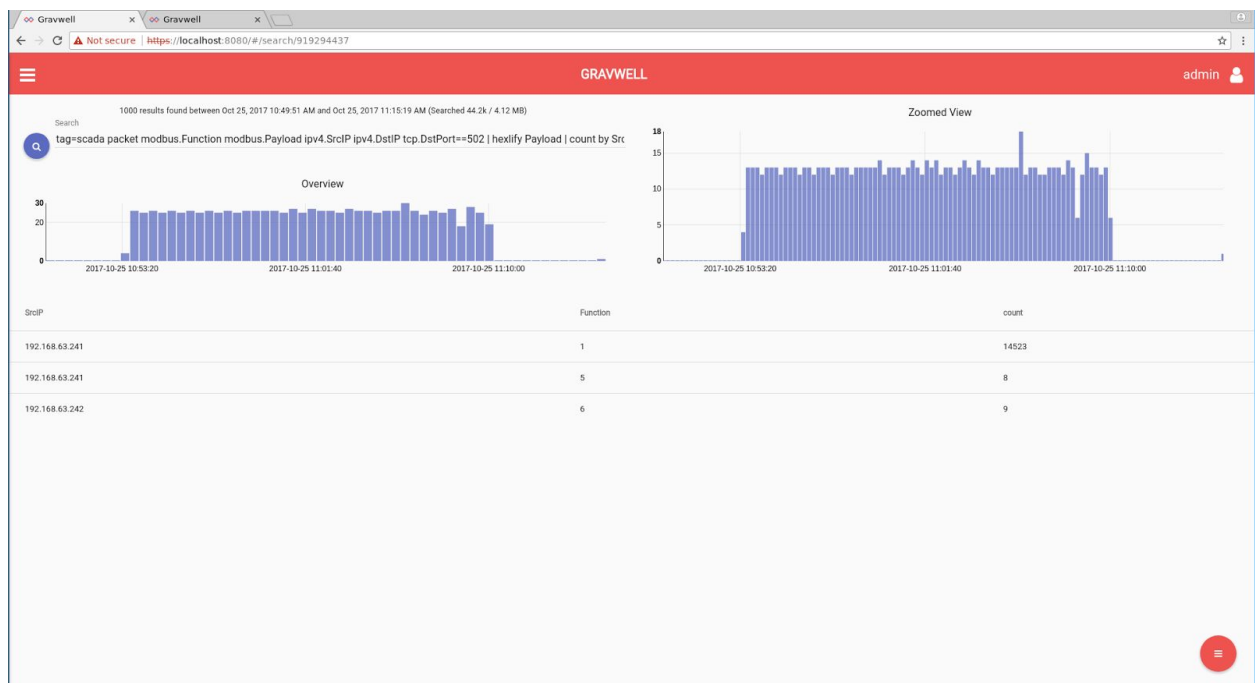 Gravwell
Gravwell
Not secure | https://localhost:8080/#/search/919294437
GRAVWELL
admin
1000 results found between Oct 25, 2017 10:49:51 AM and Oct 25, 2017 11:15:19 AM (Searched 44.2k / 4.12 MB)
Search
tag=scada packet modbus.Function modbus.Payload ipv4.SrcIP ipv4.DstIP tcp.DstPort==502 | hexlify Payload | count by Src
Overview
30
20
0
2017-10-25 10:53:20 2017-10-25 11:01:40 2017-10-25 11:10:00
Zoomed View
18
15
10
5
0
2017-10-25 10:53:20 2017-10-25 11:01:40 2017-10-25 11:10:00
SrcIP Function count
192.168.63.241 1 14523
192.168.63.241 5 8
192.168.63.242 6 9